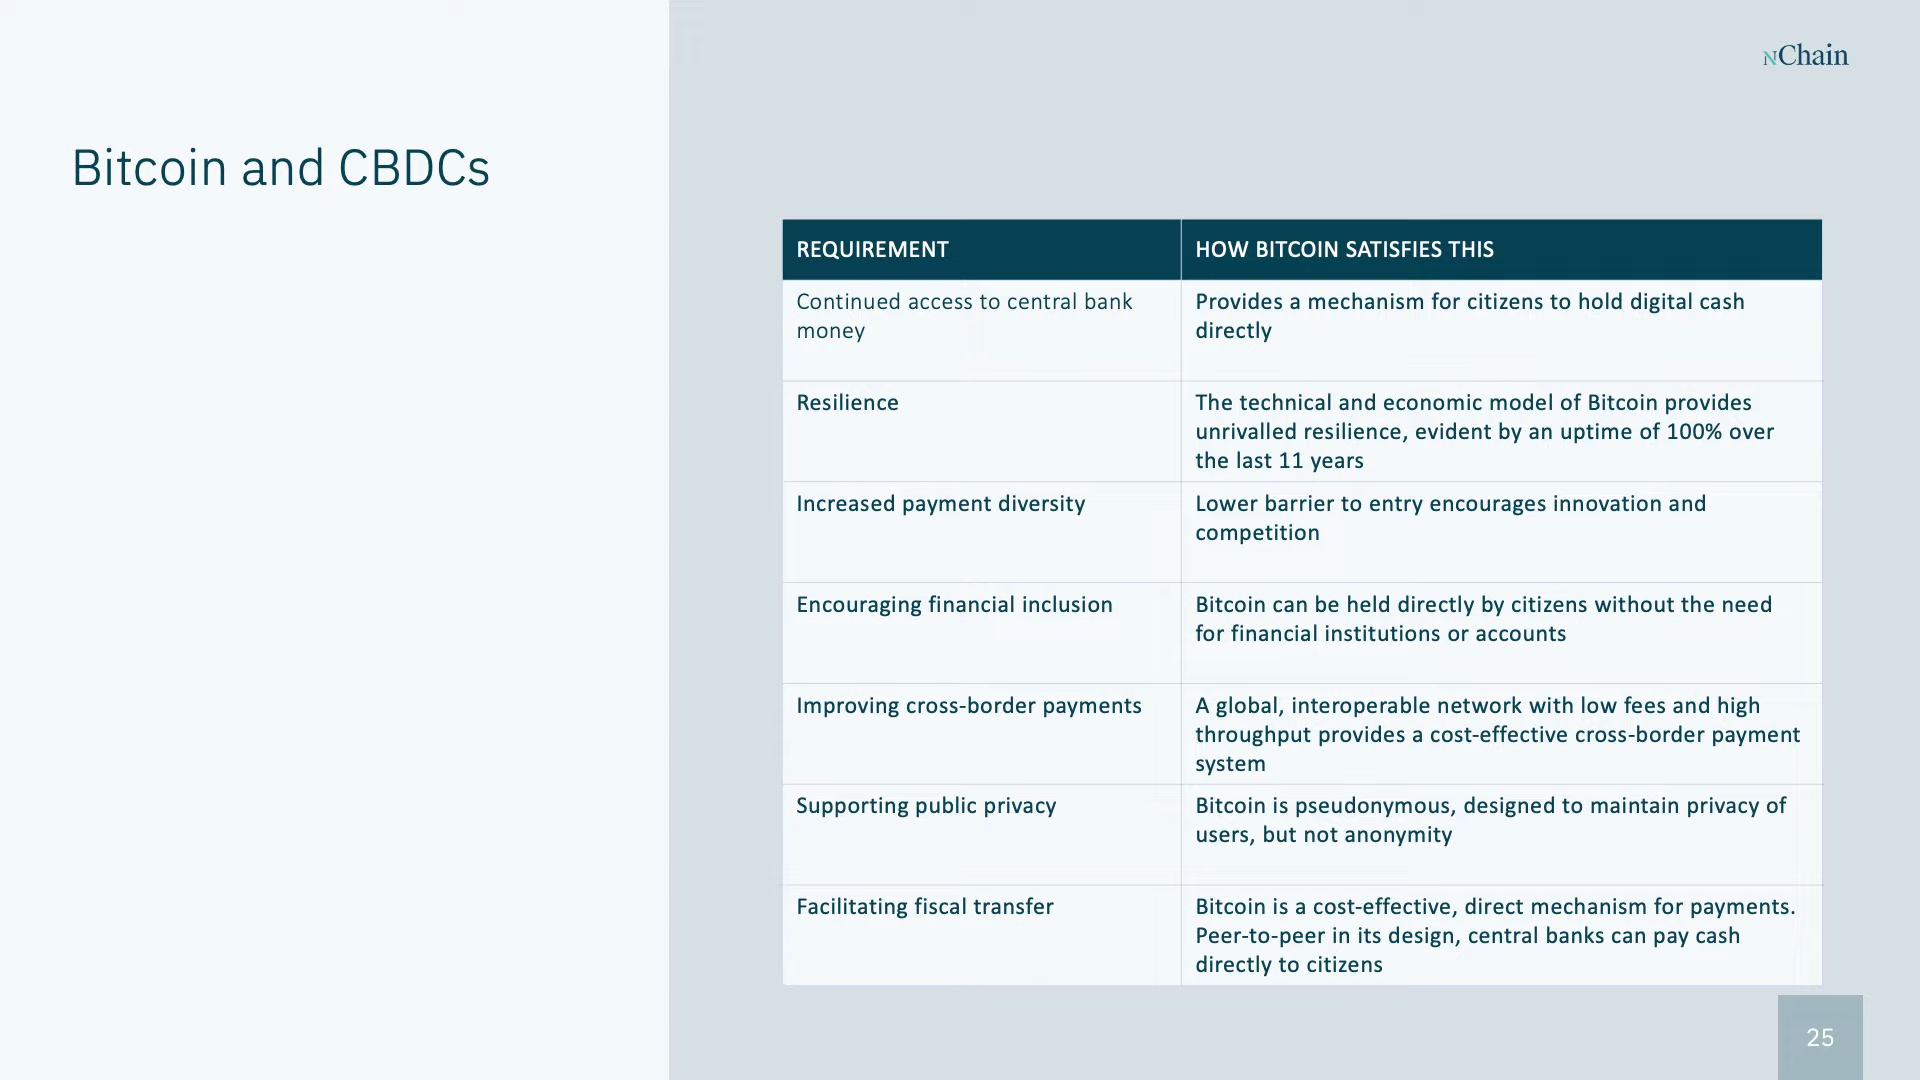 nChain
Bitcoin and CBDCs
REQUIREMENT
HOW BITCOIN SATISFIES THIS
Continued access to central bank
money
Provides a mechanism for citizens to hold digital cash
directly
Resilience
The technical and economic model of Bitcoin provides
unrivalled resilience, evident by an uptime of 100% over
the last 11 years
Increased payment diversity
Lower barrier to entry encourages innovation and
competition
Encouraging financial inclusion
Bitcoin can be held directly by citizens without the need
for financial institutions or accounts
Improving cross-border payments
A global, interoperable network with low fees and high
throughput provides a cost-effective cross-border payment
system
Supporting public privacy
Bitcoin is pseudonymous, designed to maintain privacy of
users, but not anonymity
Facilitating fiscal transfer
Bitcoin is a cost-effective, direct mechanism for payments.
Peer-to-peer in its design, central banks can pay cash
directly to citizens
25